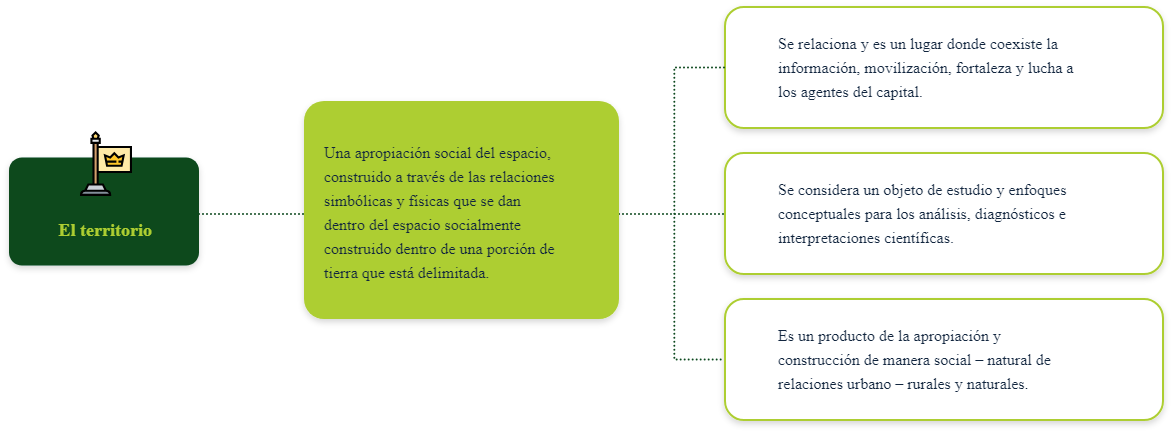 El territorio
Una apropiación social del espacio,
construido a través de las relaciones
simbólicas y físicas que se dan
dentro del espacio socialmente
construido dentro de una porción de
tierra que está delimitada.
Se relaciona y es un lugar donde coexiste la
información, movilización, fortaleza y lucha a
los agentes del capital.
Se considera un objeto de estudio y enfoques
conceptuales para los análisis, diagnósticos e
interpretaciones científicas.
Es un producto de la apropiación y
construcción de manera social – natural de
relaciones urbano – rurales y naturales.